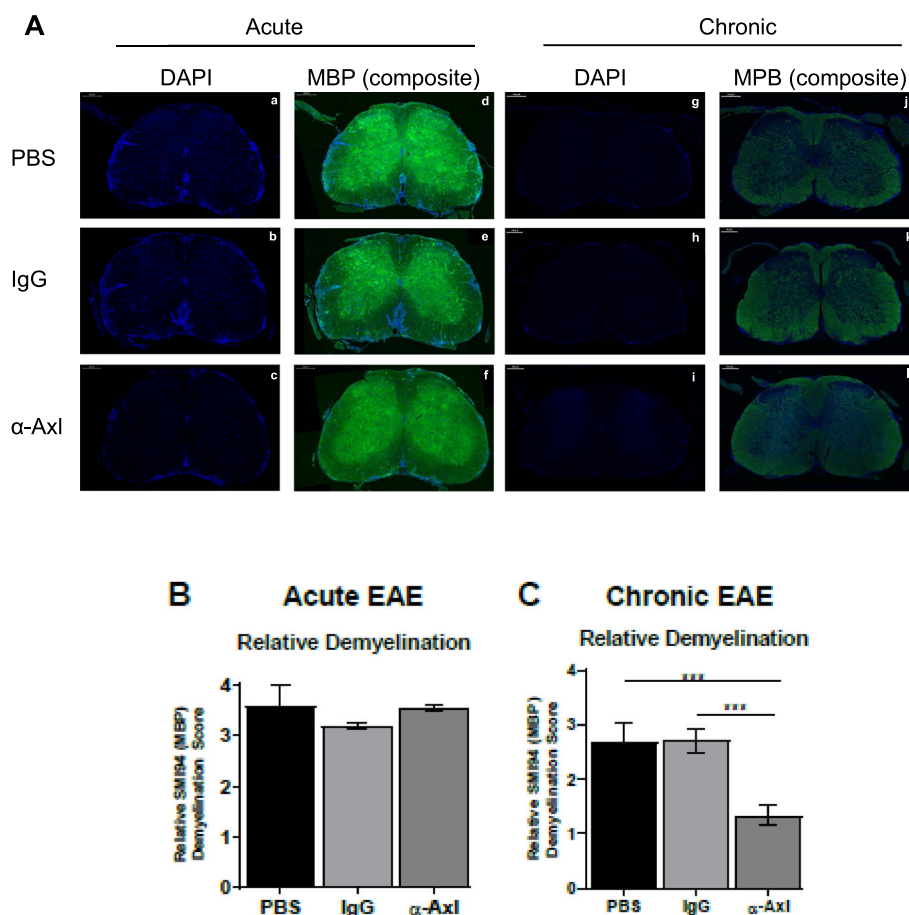 A
Acute
Chronic
DAPI
MBP (composite)
DAPI
MPB (composite)
PBS
a
d
g
j
IgG
b
e
h
k
α-Axl
c
f
i
B
Acute EAE
Relative Demyelination
Relative SMI94 (MBP)
Demyelination Score
4
3
2
1
0
PBS
IgG
α-Axl
C
Chronic EAE
Relative Demyelination
Relative SMI94 (MBP)
Demyelination Score
4
3
2
1
0
***
***
PBS
IgG
α-Axl